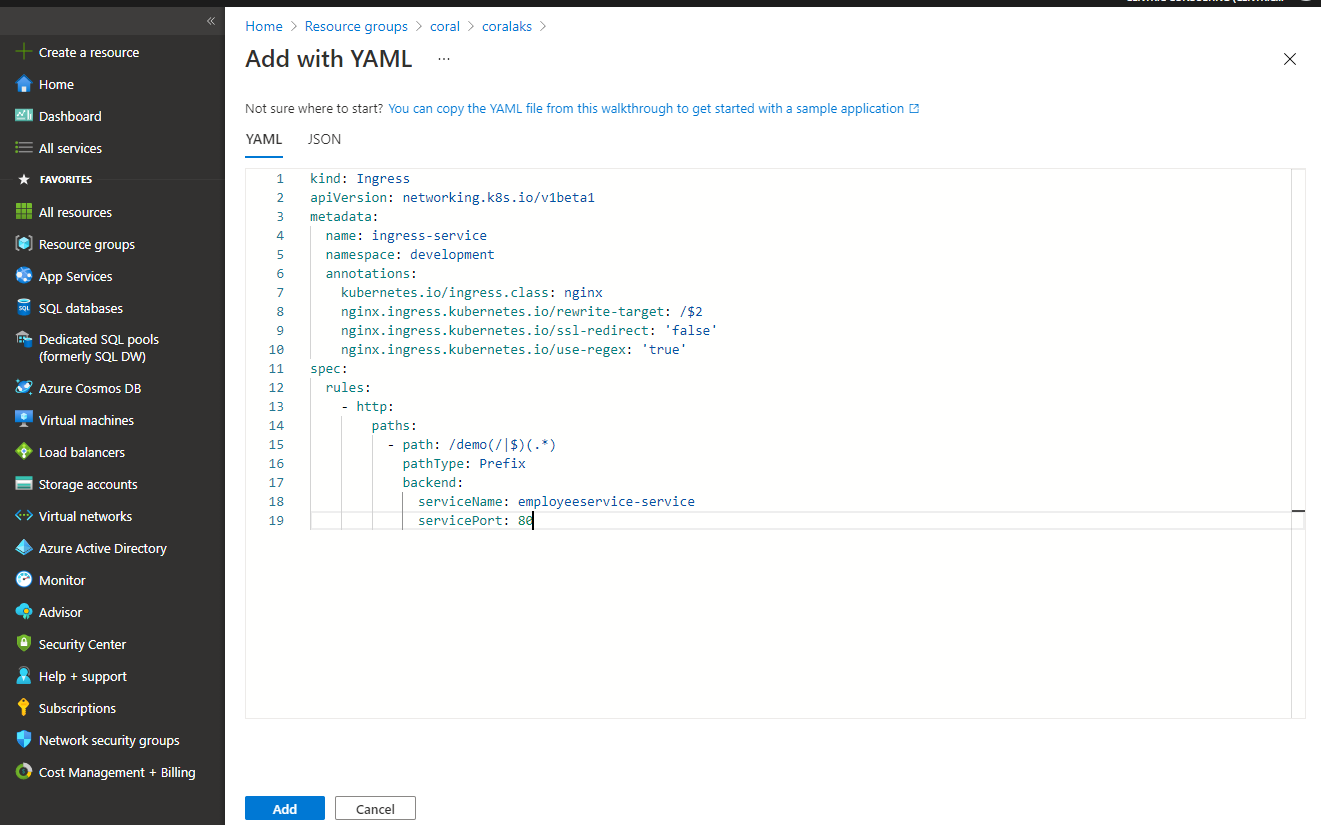 «
Home > Resource groups > coral > coralaks >
Add with YAML ...
Create a resource
Home
Dashboard
All services
FAVORITES
All resources
Resource groups
App Services
SQL databases
Dedicated SQL pools
(formerly SQL DW)
Azure Cosmos DB
Virtual machines
Load balancers
Storage accounts
Virtual networks
Azure Active Directory
Monitor
Advisor
Security Center
Help + support
Subscriptions
Network security groups
Cost Management + Billing
Not sure where to start? You can copy the YAML file from this walkthrough to get started with a sample application
YAML JSON
1 kind: Ingress
2 apiVersion: networking.k8s.io/v1beta1
3 metadata:
4 name: ingress-service
5 namespace: development
6 annotations:
7 kubernetes.io/ingress.class: nginx
8 nginx.ingress.kubernetes.io/rewrite-target: /$2
9 nginx.ingress.kubernetes.io/ssl-redirect: 'false'
10 nginx.ingress.kubernetes.io/use-regex: 'true'
11 spec:
12 rules:
13 - http:
14 paths:
15 - path: /demo(/|$)(.*)
16 pathType: Prefix
17 backend:
18 serviceName: employeeservice-service
19 servicePort: 80
Add Cancel